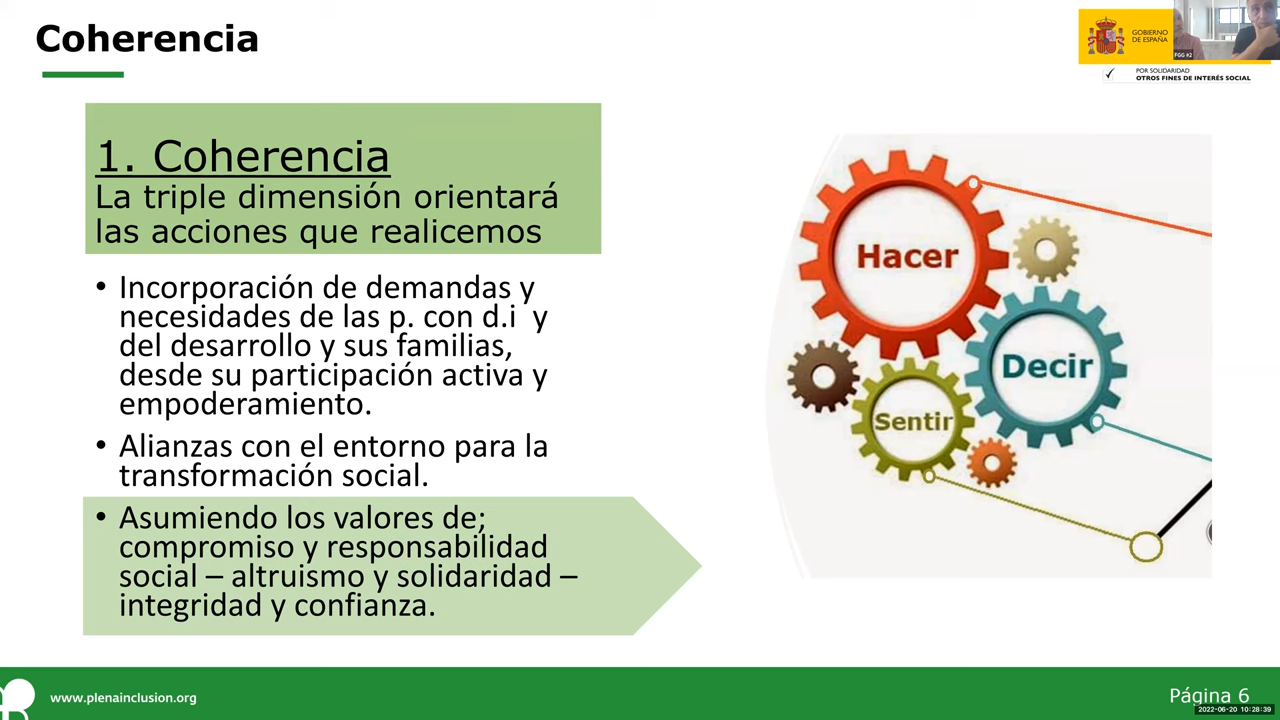 Coherencia
GOBIERNO
DE ESPAÑA
FGG #2
POR SOLIDARIDAD
OTROS FINES DE INTERÉS SOCIAL
1. Coherencia
La triple dimensión orientará
las acciones que realicemos
• Incorporación de demandas y
necesidades de las p. con d.i y
del desarrollo y sus familias,
desde su participación activa y
empoderamiento.
• Alianzas con el entorno para la
transformación social.
• Asumiendo los valores de;
compromiso y responsabilidad
social – altruismo y solidaridad –
integridad y confianza.
Hacer
Decir
Sentir
www.plenainclusion.org
Página 6
2022-06-20 10:28:39